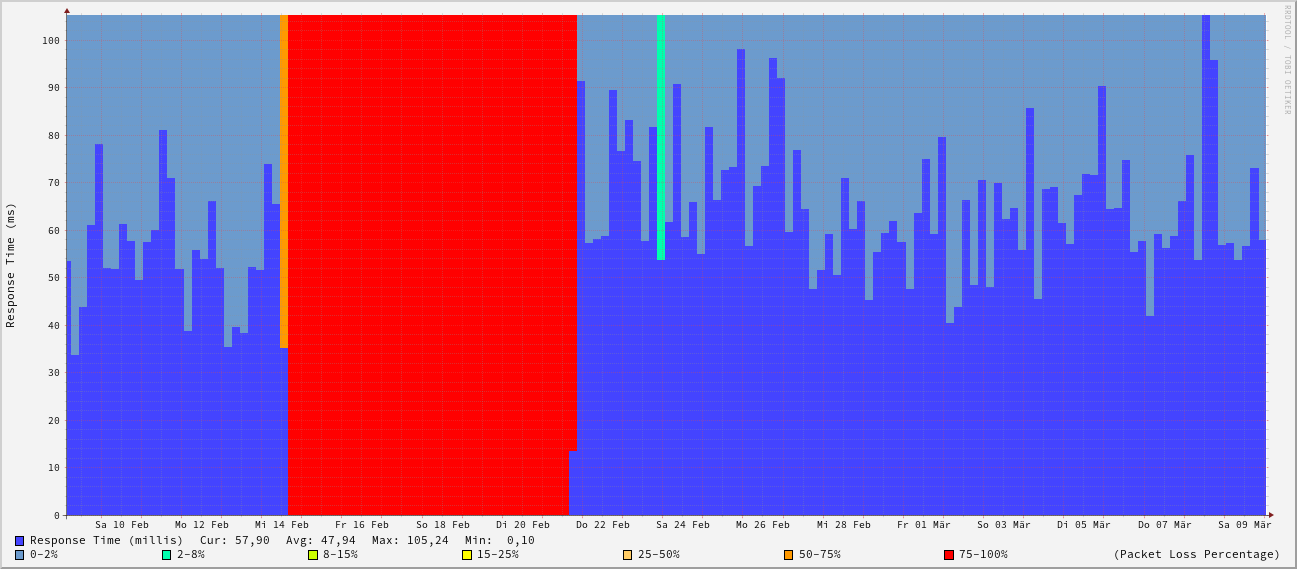 RRDTOOL / TOBI OETIKER
Response Time (ms)
100
90
80
70
60
50
40
30
20
10
0
Sa 10 Feb Mo 12 Feb Mi 14 Feb Fr 16 Feb So 18 Feb Di 20 Feb Do 22 Feb Sa 24 Feb Mo 26 Feb Mi 28 Feb Fr 01 Mär So 03 Mär Di 05 Mär Do 07 Mär Sa 09 Mär
Response Time (millis) Cur: 57,90 Avg: 47,94 Max: 105,24 Min: 0,10
0-2% 2-8% 8-15% 15-25% 25-50% 50-75% 75-100% (Packet Loss Percentage)